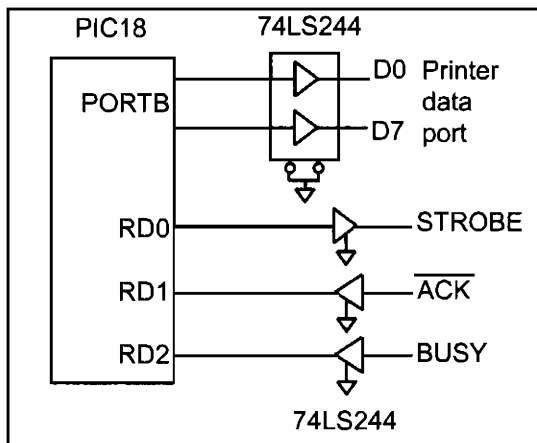 PIC18
74LS244
PORTB
D0
D7
Printer
data
port
RD0
STROBE
RD1
ACK
RD2
BUSY
74LS244